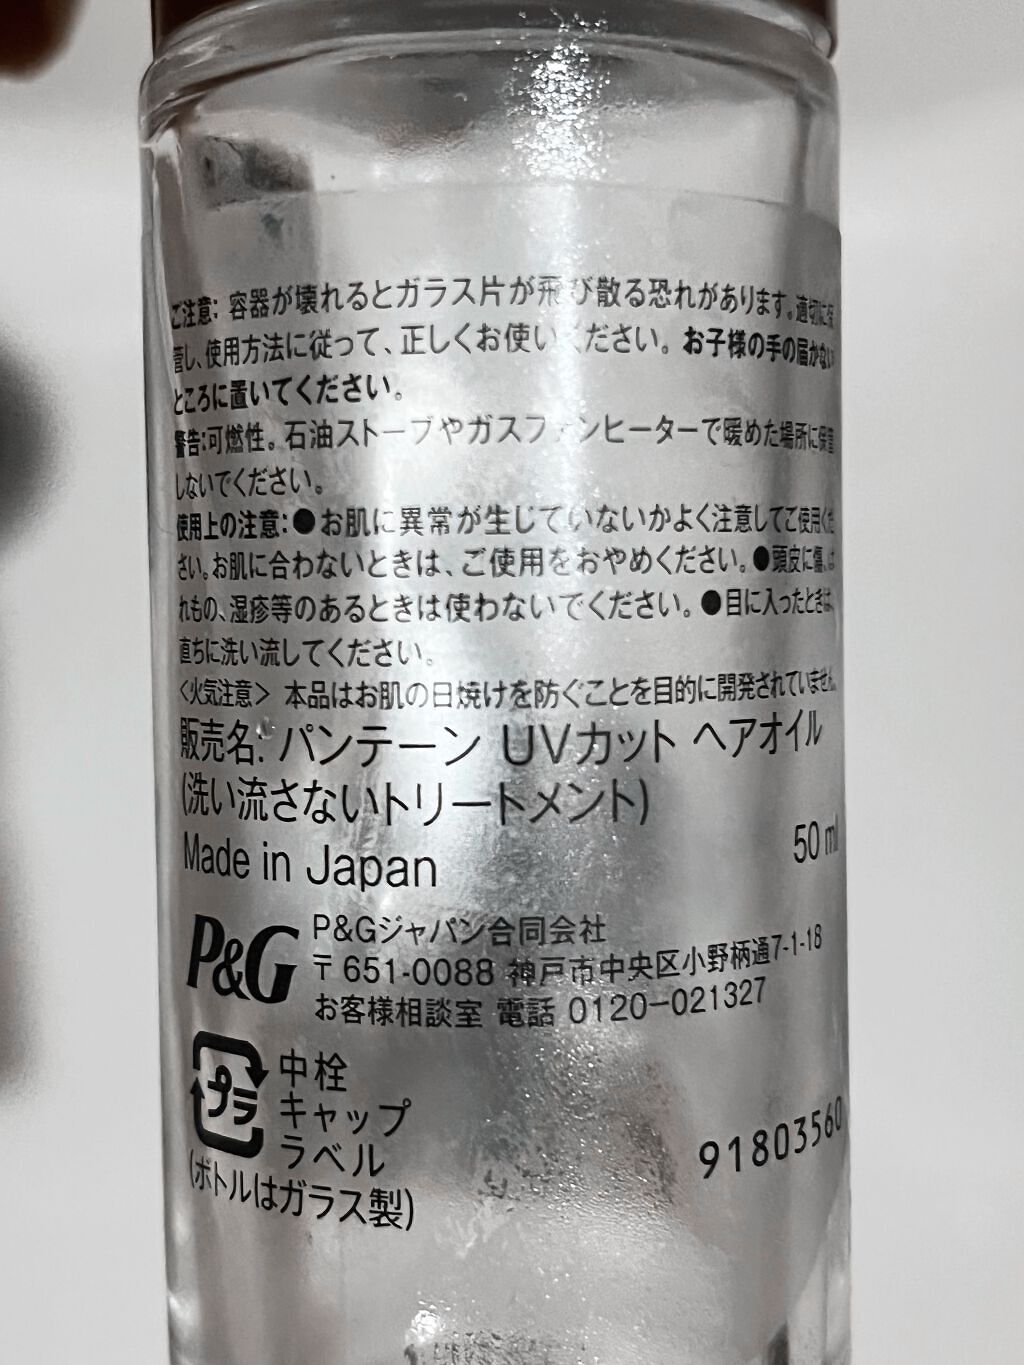 ご注意: 容器が壊れるとガラス片が飛び散る恐れがあります。適切に保
管し、使用方法に従って、正しくお使いください。お子様の手の届かない
ところに置いてください。
警告:可燃性。石油ストーブやガスファンヒーターで暖めた場所に保管
しないでください。
使用上の注意:●お肌に異常が生じていないかよく注意してご使用くだ
さい。お肌に合わないときは、ご使用をおやめください。●頭皮に傷、は
れもの、湿疹等のあるときは使わないでください。●目に入ったときは、
直ちに洗い流してください。
〈火気注意〉 本品はお肌の日焼けを防ぐことを目的に開発されていません。
販売名: パンテーン UVカット ヘアオイル
(洗い流さないトリートメント)
Made in Japan
50 ml
P&G
P&Gジャパン合同会社
〒651-0088 神戸市中央区小野柄通7-1-18
お客様相談室 電話 0120-021327
プラ
中栓
キャップ
ラベル
(ボトルはガラス製)
91803560